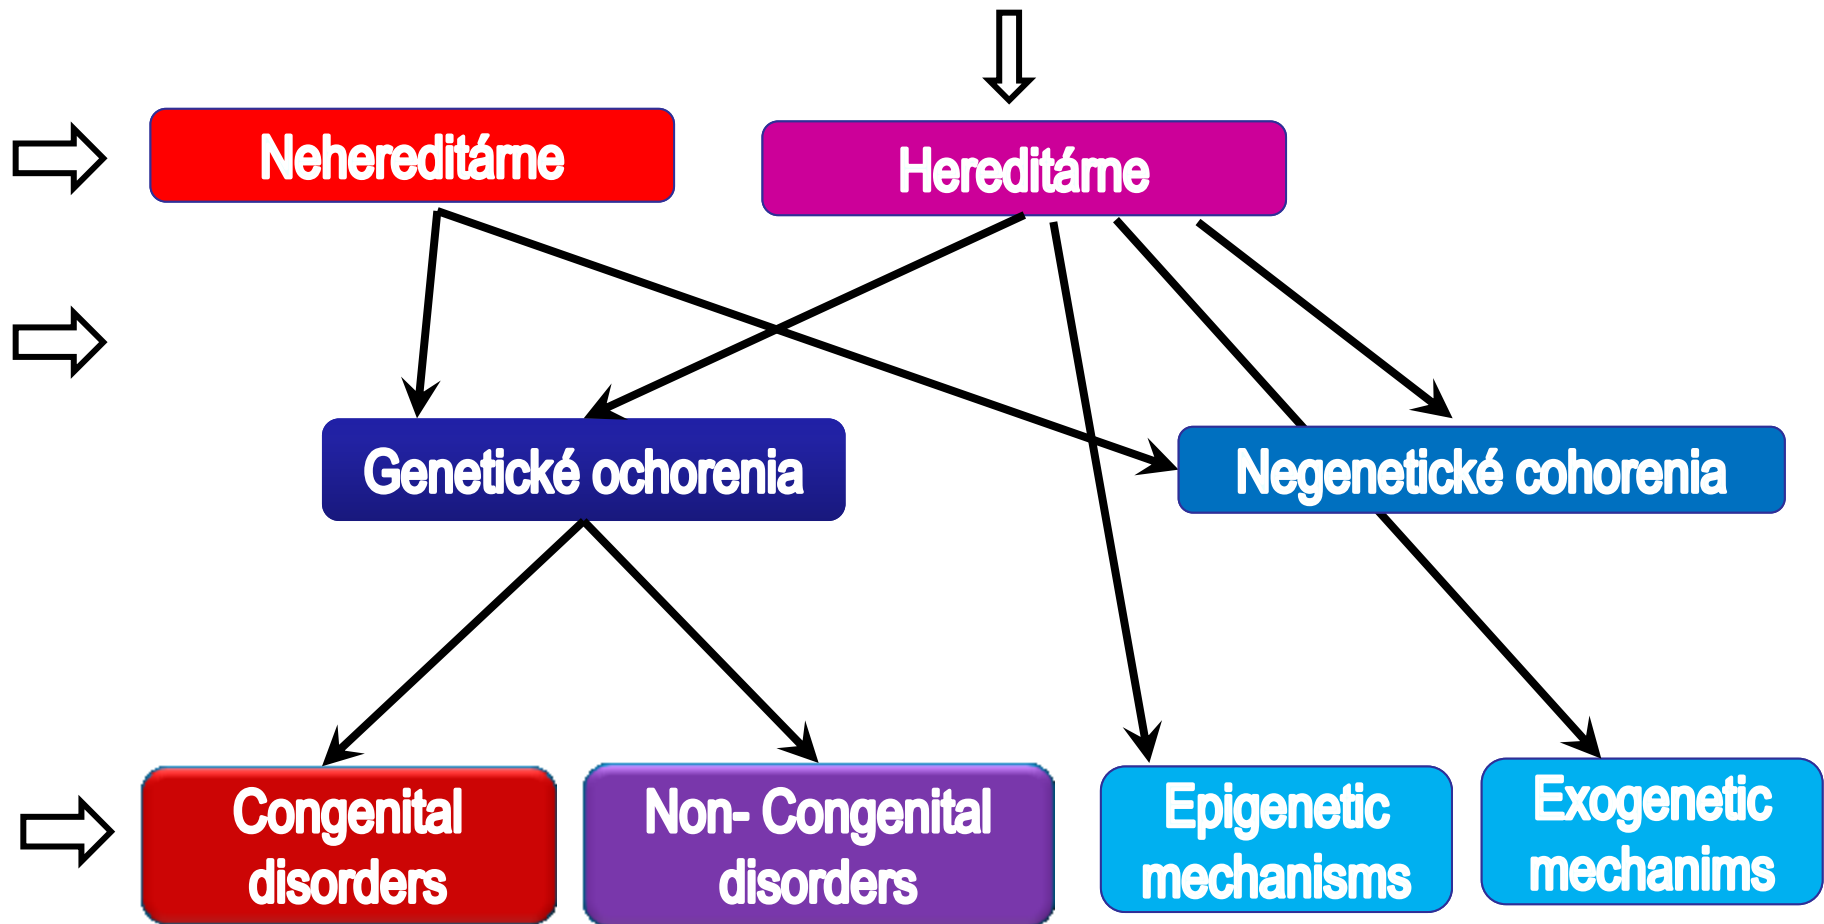 Nehereditárne
Hereditárne
Genetické ochorenia
Negenetické cohorenia
Congenital
disorders
Non- Congenital
disorders
Epigenetic
mechanisms
Exogenetic
mechanims